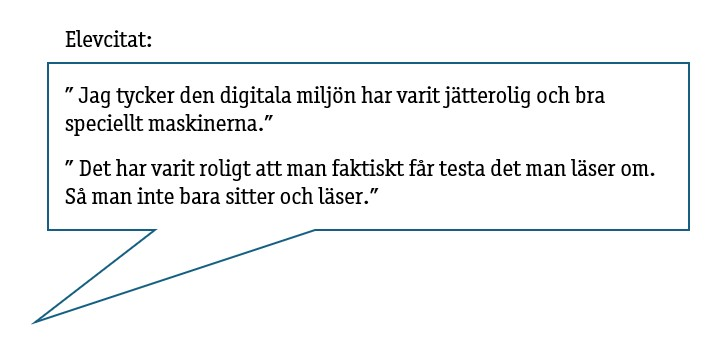 Elevcitat:
” Jag tycker den digitala miljön har varit jätterolig och bra
speciellt maskinerna.”
” Det har varit roligt att man faktiskt får testa det man läser om.
Så man inte bara sitter och läser.”